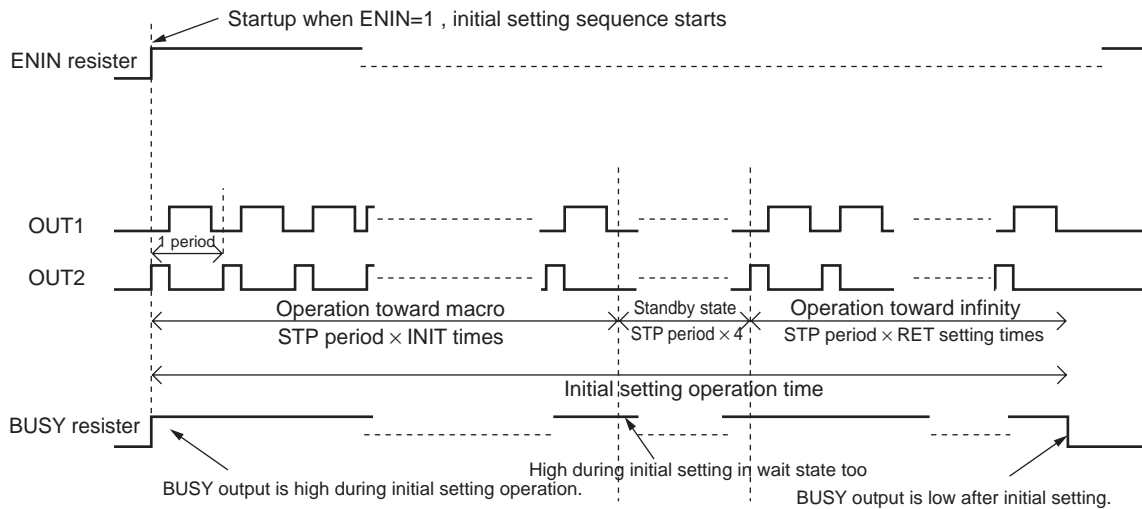 Startup when ENIN=1 , initial setting sequence starts
ENIN resister
OUT1
1 period
OUT2
Operation toward macro
STP period × INIT times
Standby state
STP period × 4
Operation toward infinity
STP period × RET setting times
Initial setting operation time
BUSY resister
High during initial setting in wait state too
BUSY output is high during initial setting operation.
BUSY output is low after initial setting.